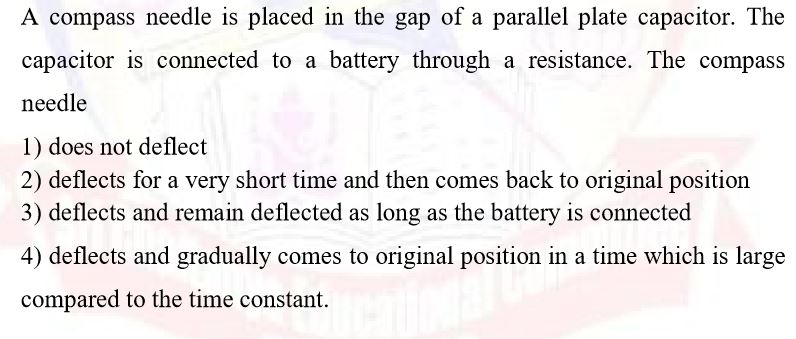 A compass needle is placed in the gap of a parallel plate capacitor. The
capacitor is connected to a battery through a resistance. The compass
needle
1) does not deflect
2) deflects for a very short time and then comes back to original position
3) deflects and remain deflected as long as the battery is connected
4) deflects and gradually comes to original position in a time which is large
compared to the time constant.
Educational